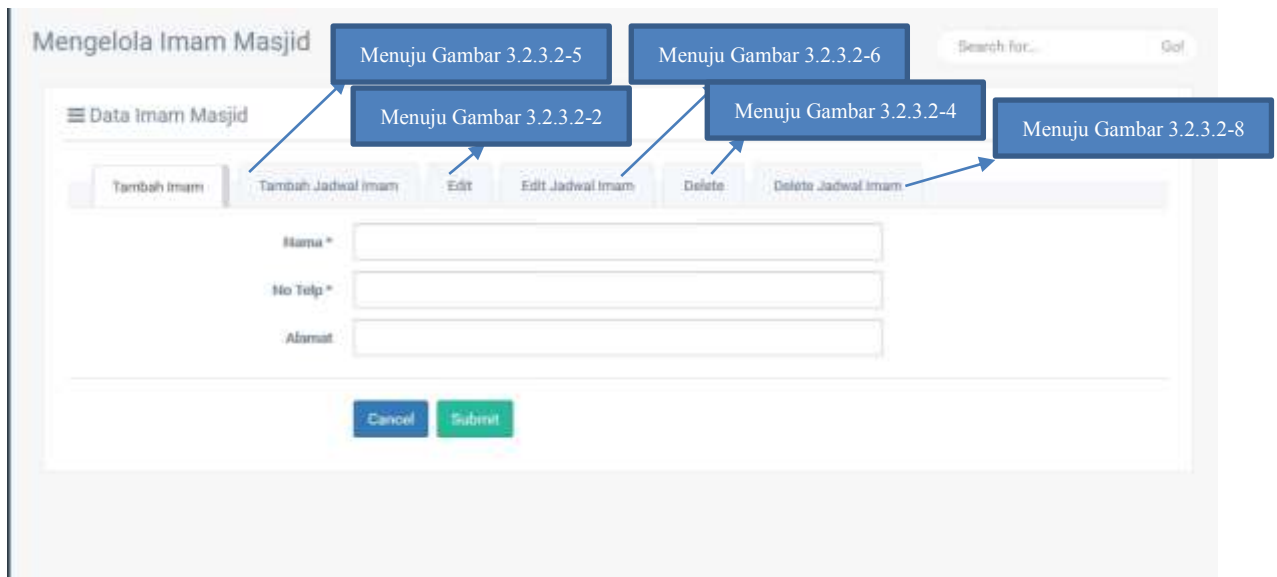 Mengelola Imam Masjid
Search for...
Go!
Menuju Gambar 3.2.3.2-5
Menuju Gambar 3.2.3.2-6
Data Imam Masjid
Menuju Gambar 3.2.3.2-2
Menuju Gambar 3.2.3.2-4
Menuju Gambar 3.2.3.2-8
Tambah Imam
Tambah Jadwal Imam
Edit
Edit Jadwal Imam
Delete
Delete Jadwal Imam
Nama *
No Telp *
Alamat
Cancel
Submit